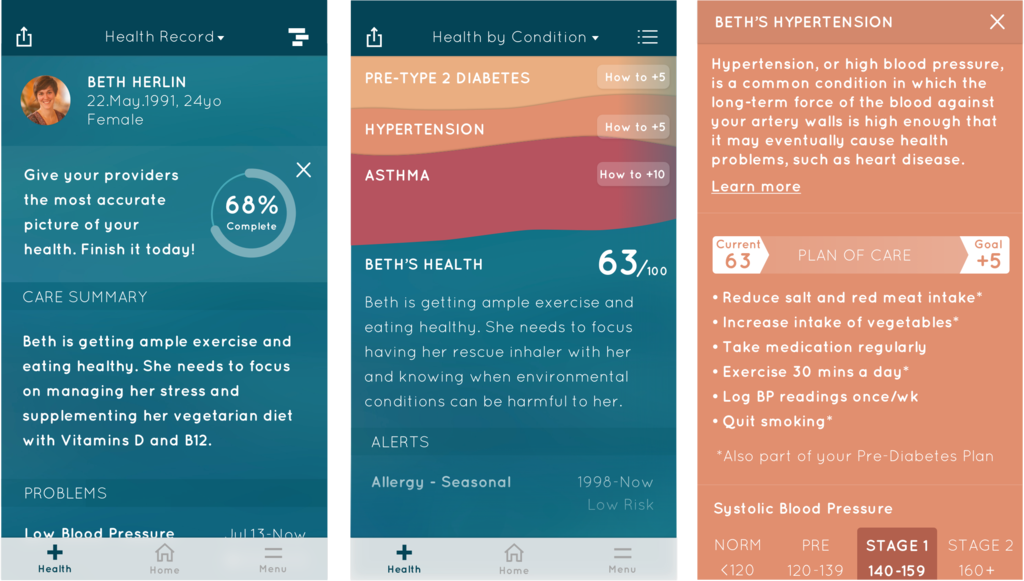 Health Record
BETH HERLIN
22.May.1991, 24yo
Female
Give your providers
the most accurate
picture of your
health. Finish it today!
68%
Complete
CARE SUMMARY
Beth is getting ample exercise and
eating healthy. She needs to focus
on managing her stress and
supplementing her vegetarian diet
with Vitamins D and B12.
PROBLEMS
Low Blood Pressure Jul.13-Now
Health Home Menu
Health by Condition
PRE-TYPE 2 DIABETES How to +5
HYPERTENSION How to +5
ASTHMA How to +10
BETH'S HEALTH 63/100
Beth is getting ample exercise and
eating healthy. She needs to focus
having her rescue inhaler with her
and knowing when environmental
conditions can be harmful to her.
ALERTS
Allergy - Seasonal 1998-Now
Low Risk
Health Home Menu
BETH'S HYPERTENSION
Hypertension, or high blood pressure,
is a common condition in which the
long-term force of the blood against
your artery walls is high enough that
it may eventually cause health
problems, such as heart disease.
Learn more
Current
63
PLAN OF CARE
Goal
+5
• Reduce salt and red meat intake*
• Increase intake of vegetables*
• Take medication regularly
• Exercise 30 mins a day*
• Log BP readings once/wk
• Quit smoking*
*Also part of your Pre-Diabetes Plan
Systolic Blood Pressure
NORM PRE STAGE 1 STAGE 2
<120 120-139 140-159 160+